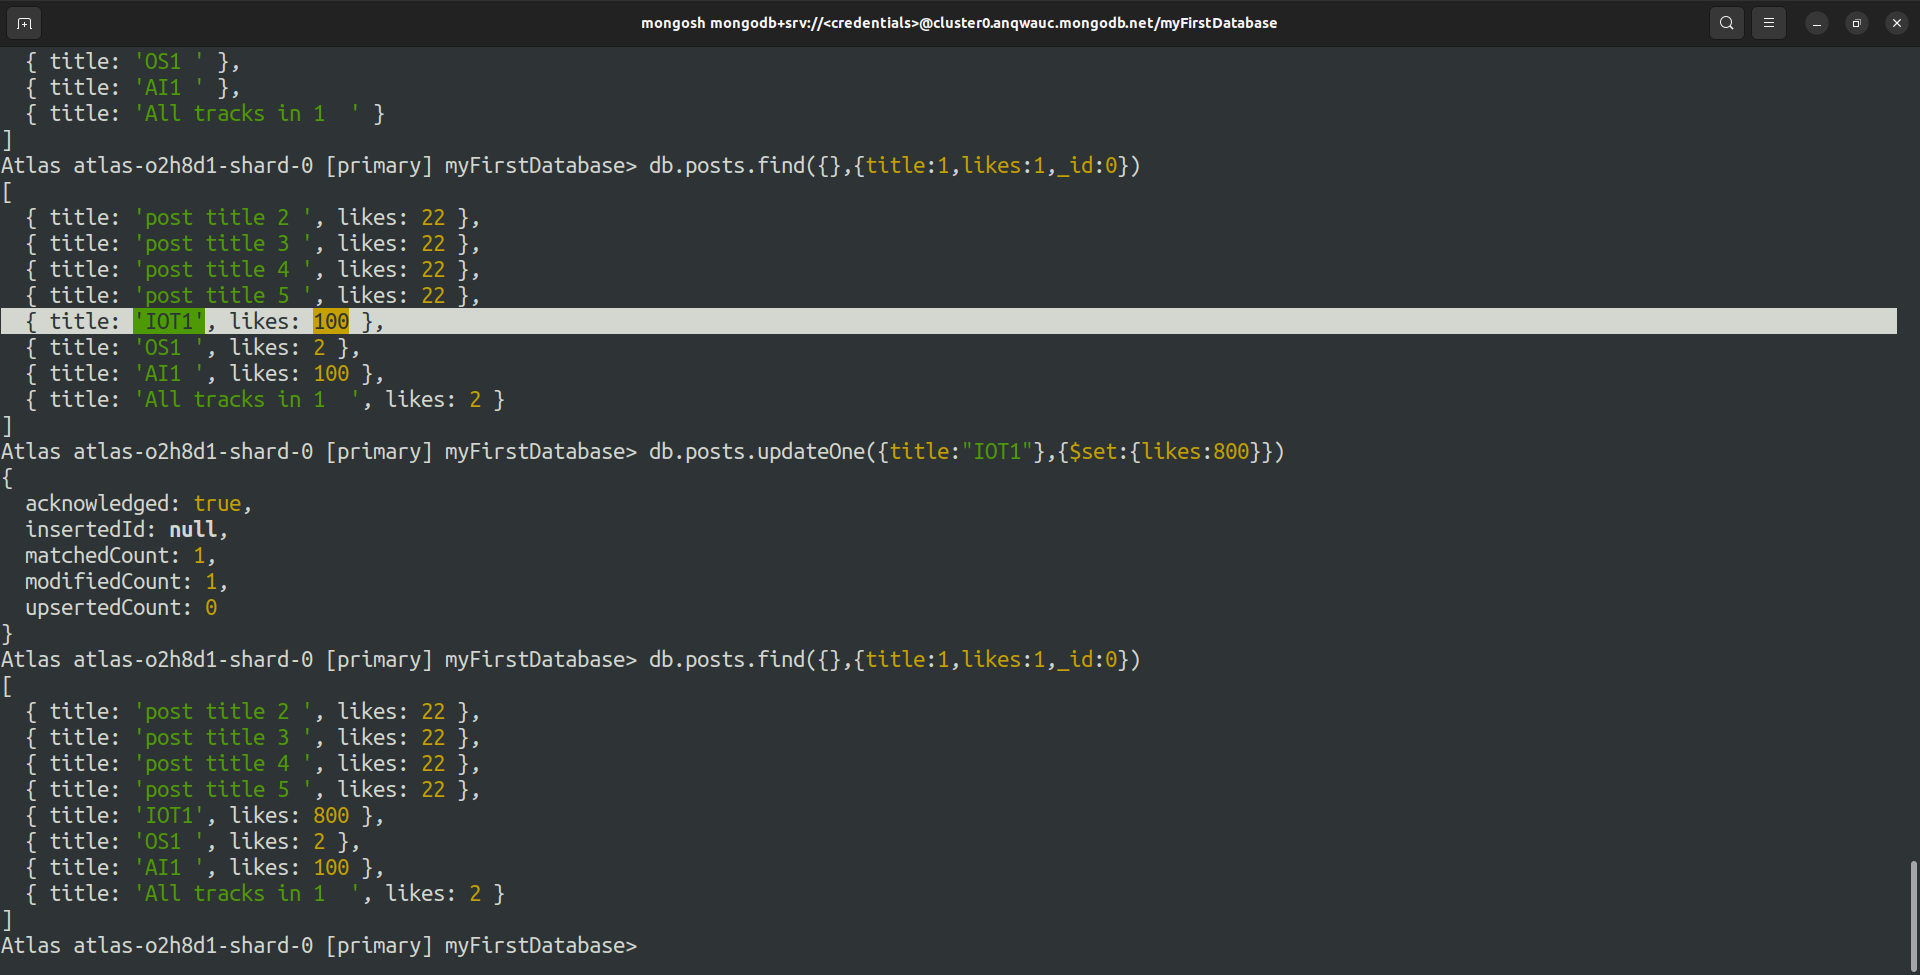 mongosh mongodb+srv://<credentials>@cluster0.anqwauc.mongodb.net/myFirstDatabase
  { title: 'OS1 ' },
  { title: 'AI1 ' },
  { title: 'All tracks in 1  ' }
]
Atlas atlas-o2h8d1-shard-0 [primary] myFirstDatabase> db.posts.find({},{title:1,likes:1,_id:0})
[
  { title: 'post title 2 ', likes: 22 },
  { title: 'post title 3 ', likes: 22 },
  { title: 'post title 4 ', likes: 22 },
  { title: 'post title 5 ', likes: 22 },
  { title: 'IOT1', likes: 100 },
  { title: 'OS1 ', likes: 2 },
  { title: 'AI1 ', likes: 100 },
  { title: 'All tracks in 1  ', likes: 2 }
]
Atlas atlas-o2h8d1-shard-0 [primary] myFirstDatabase> db.posts.updateOne({title:"IOT1"},{$set:{likes:800}})
{
  acknowledged: true,
  insertedId: null,
  matchedCount: 1,
  modifiedCount: 1,
  upsertedCount: 0
}
Atlas atlas-o2h8d1-shard-0 [primary] myFirstDatabase> db.posts.find({},{title:1,likes:1,_id:0})
[
  { title: 'post title 2 ', likes: 22 },
  { title: 'post title 3 ', likes: 22 },
  { title: 'post title 4 ', likes: 22 },
  { title: 'post title 5 ', likes: 22 },
  { title: 'IOT1', likes: 800 },
  { title: 'OS1 ', likes: 2 },
  { title: 'AI1 ', likes: 100 },
  { title: 'All tracks in 1  ', likes: 2 }
]
Atlas atlas-o2h8d1-shard-0 [primary] myFirstDatabase>